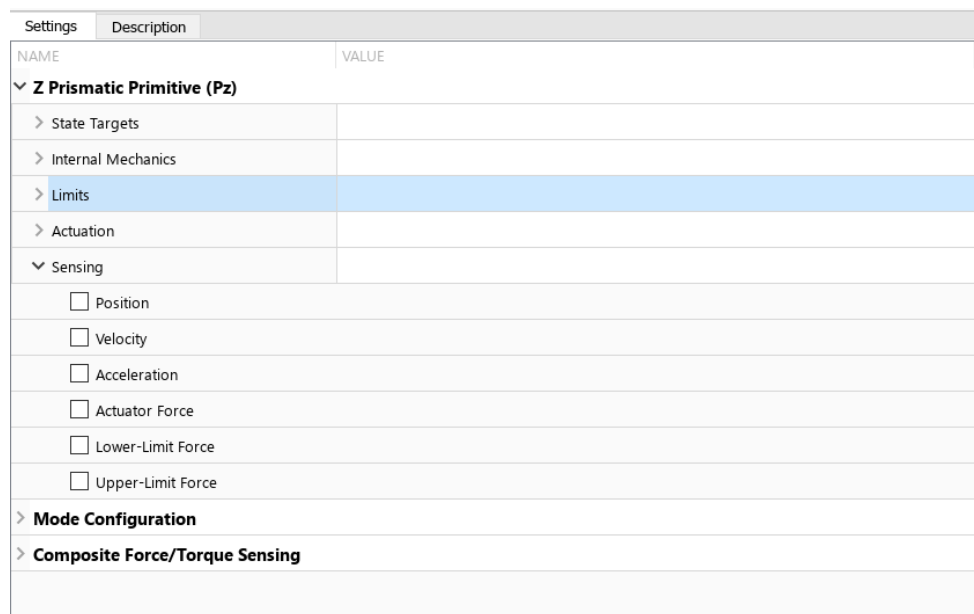 Settings Description
NAME VALUE
Z Prismatic Primitive (Pz)
State Targets
Internal Mechanics
Limits
Actuation
Sensing
Position
Velocity
Acceleration
Actuator Force
Lower-Limit Force
Upper-Limit Force
Mode Configuration
Composite Force/Torque Sensing